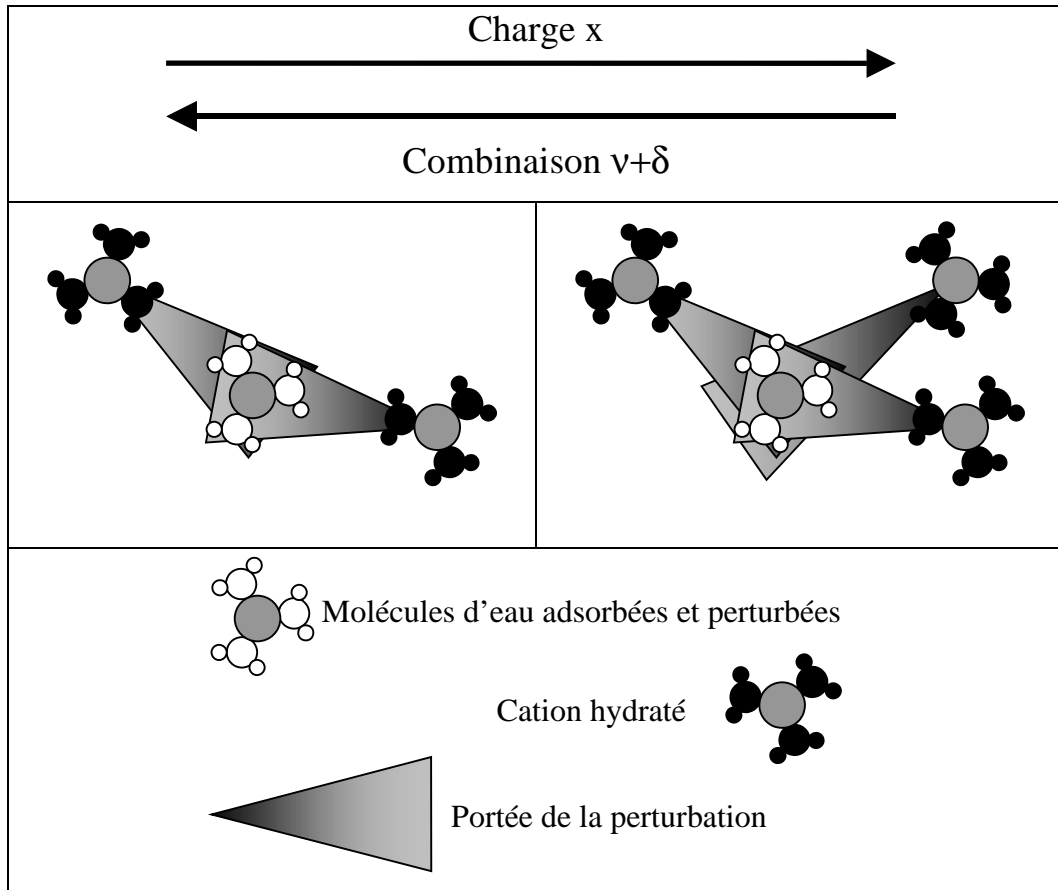 Charge x
Combinaison ν+δ
Molécules d’eau adsorbées et perturbées
Cation hydraté
Portée de la perturbation